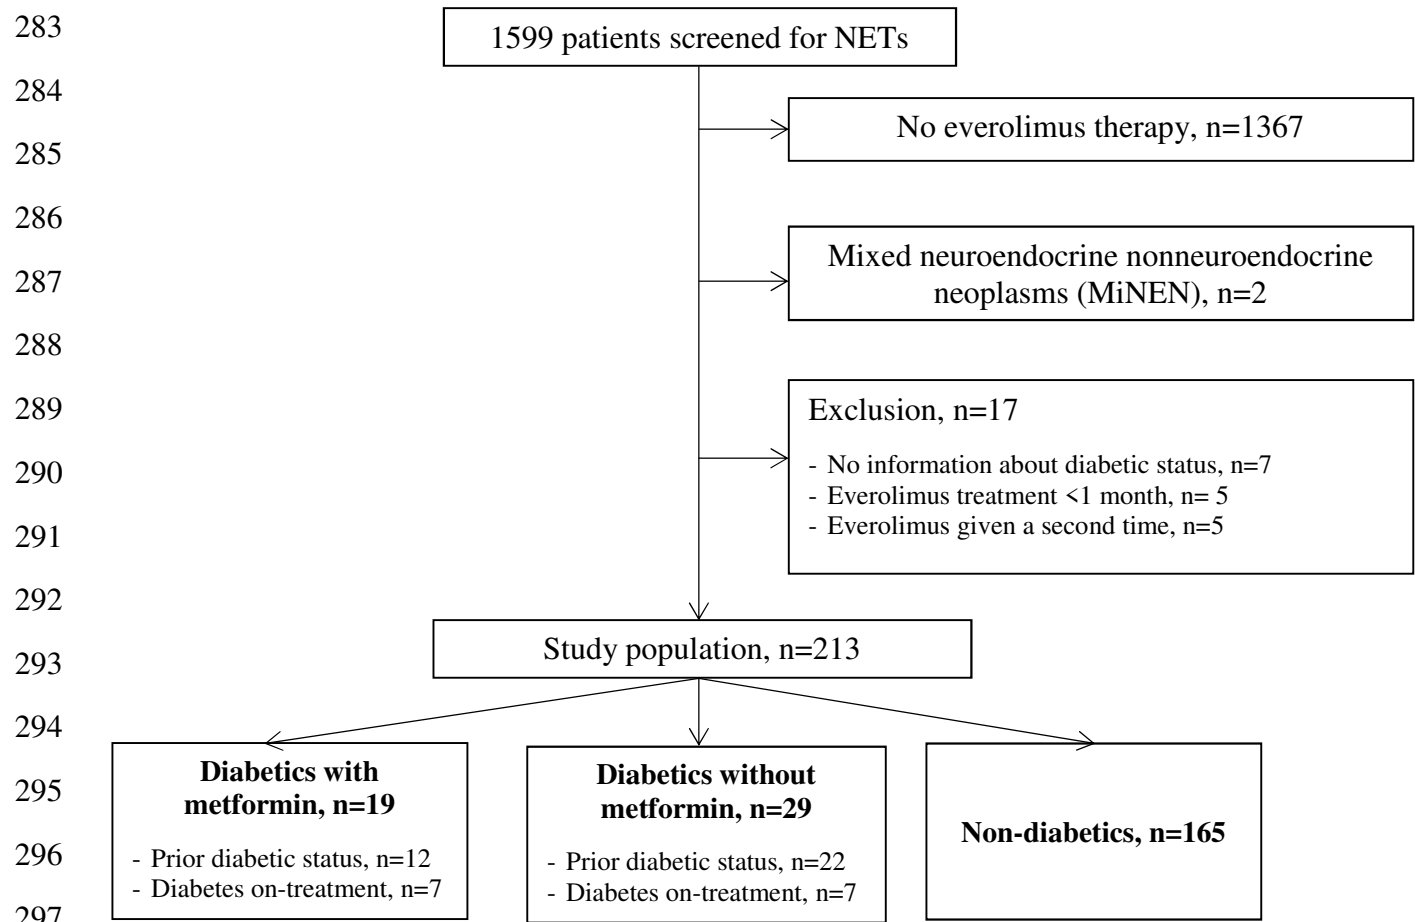 283
1599 patients screened for NETs
284
No everolimus therapy, n=1367
285
286
Mixed neuroendocrine nonneuroendocrine
287
neoplasms (MiNEN), n=2
288
289
Exclusion, n=17
290
- No information about diabetic status, n=7
- Everolimus treatment <1 month, n= 5
- Everolimus given a second time, n=5
291
292
293
Study population, n=213
294
295
Diabetics with
metformin, n=19
- Prior diabetic status, n=12
- Diabetes on-treatment, n=7
Diabetics without
metformin, n=29
- Prior diabetic status, n=22
- Diabetes on-treatment, n=7
Non-diabetics, n=165
296
297